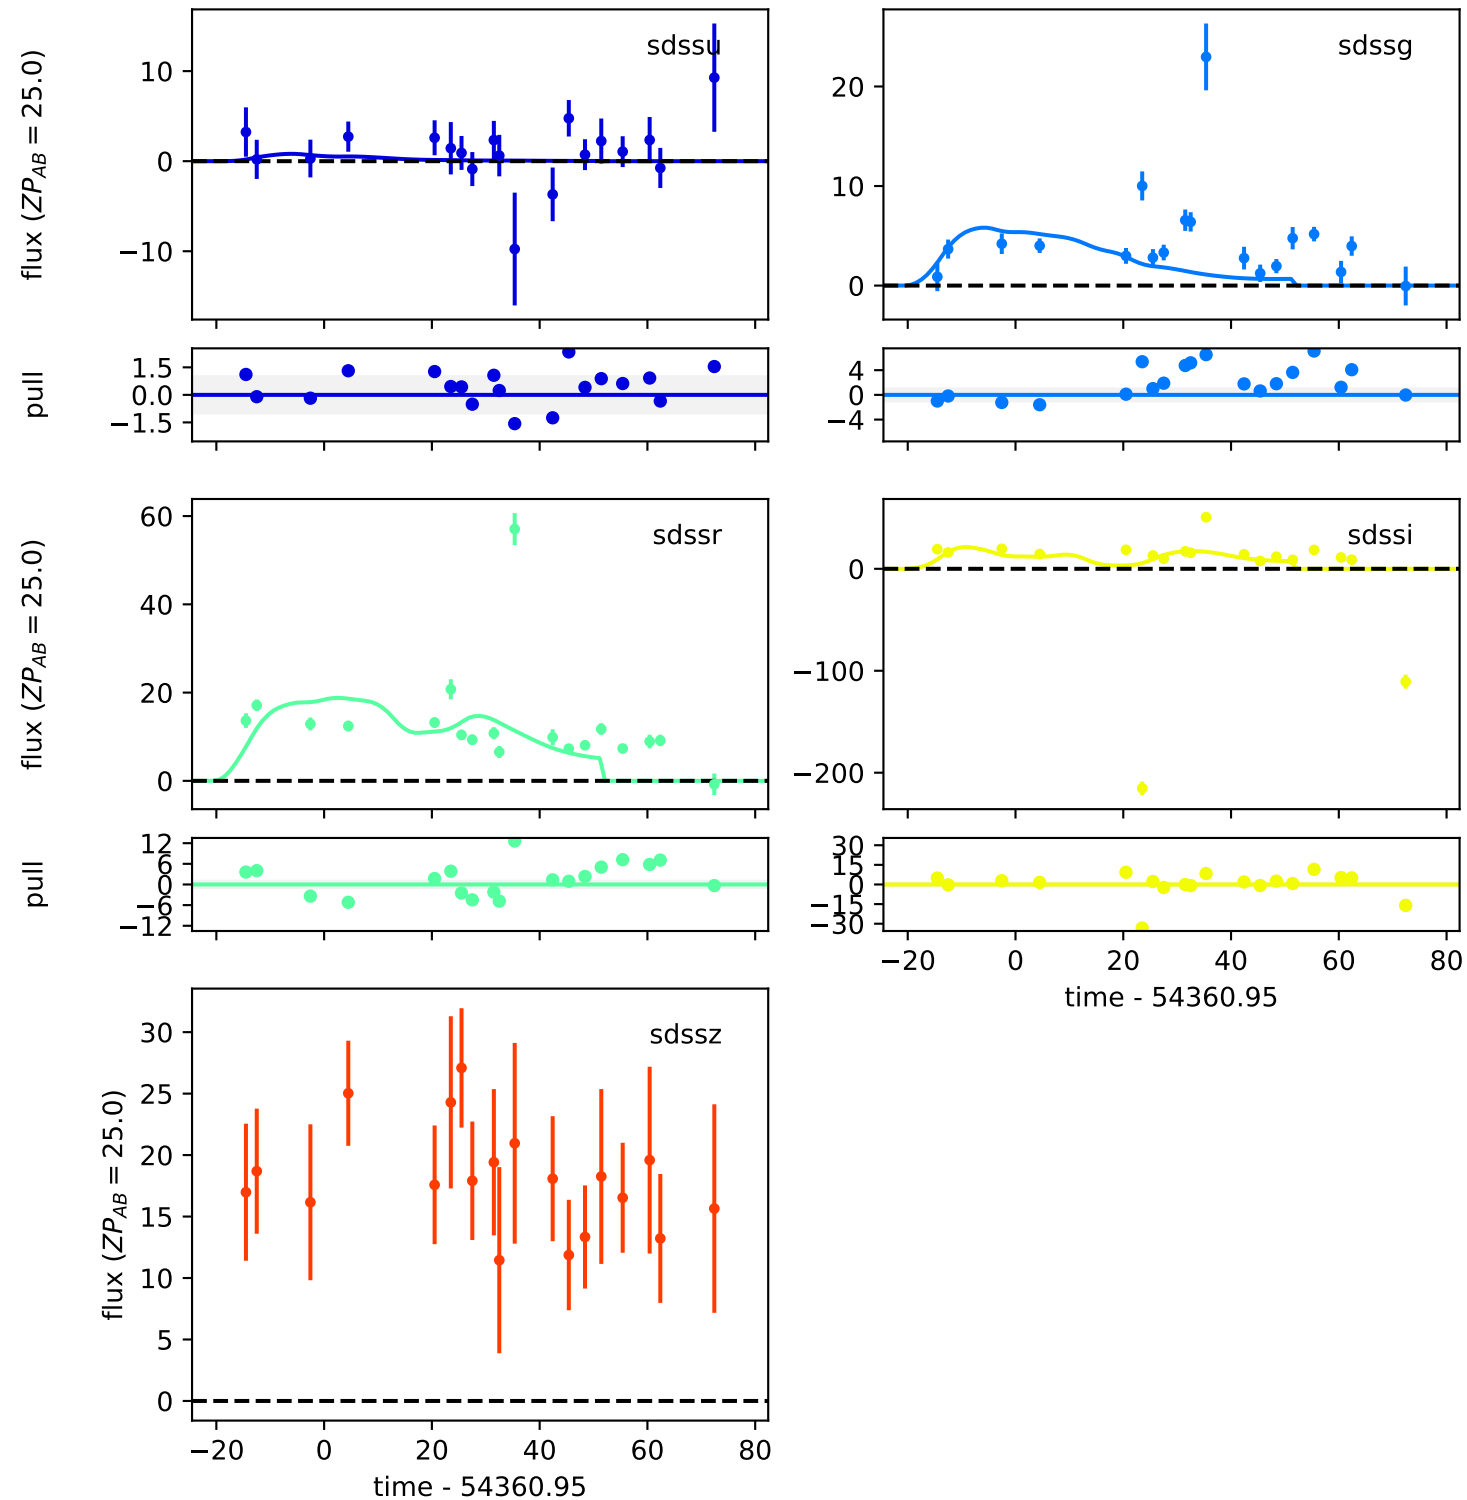 sdssu
flux (ZP_AB = 25.0)
10
0
−10
sdssg
20
10
0
pull
1.5
0.0
−1.5
4
0
−4
sdssr
flux (ZP_AB = 25.0)
60
40
20
0
sdssi
0
−100
−200
pull
12
6
0
−6
−12
30
15
0
−15
−30
−20 0 20 40 60 80
time - 54360.95
sdssz
flux (ZP_AB = 25.0)
30
25
20
15
10
5
0
−20 0 20 40 60 80
time - 54360.95